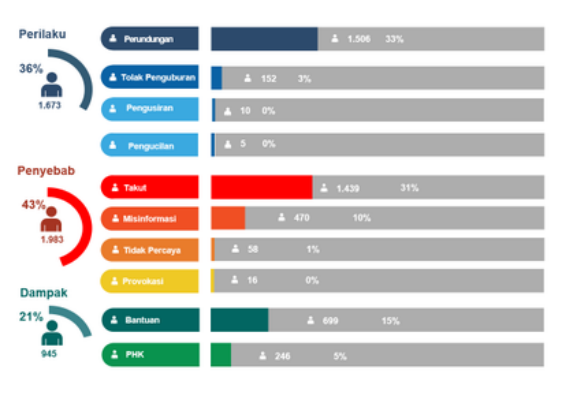 Perilaku
36%
1.673
Perundungan 1.506 33%
Tolak Penguburan 152 3%
Pengusiran 10 0%
Pengucilan 5 0%
Penyebab
43%
1.983
Takut 1.439 31%
Misinformasi 470 10%
Tidak Percaya 58 1%
Provokasi 16 0%
Dampak
21%
945
Bantuan 699 15%
PHK 246 5%